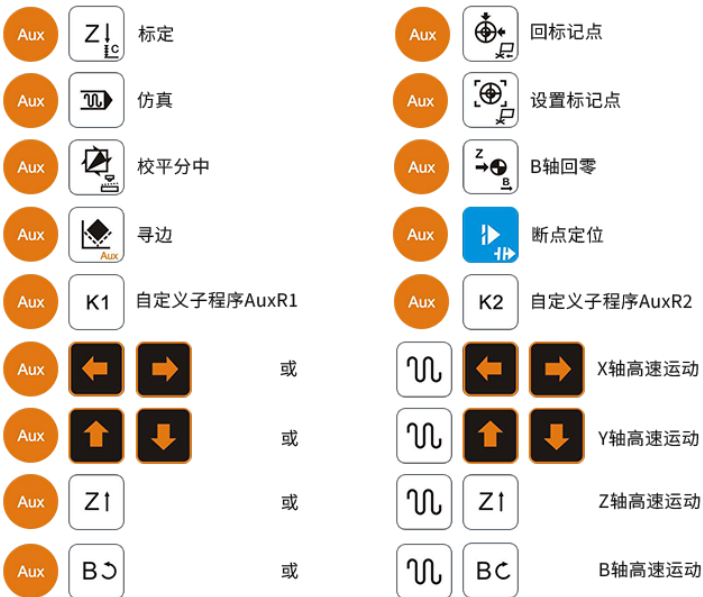 Aux Z C 标定 Aux 回标记点
Aux 仿真 Aux 设置标记点
Aux 校平分中 Aux Z B B轴回零
Aux Aux 寻边 Aux 断点定位
Aux K1 自定义子程序AuxR1 Aux K2 自定义子程序AuxR2
Aux 或 X轴高速运动
Aux 或 Y轴高速运动
Aux Z 或 Z Z轴高速运动
Aux B 或 B B轴高速运动